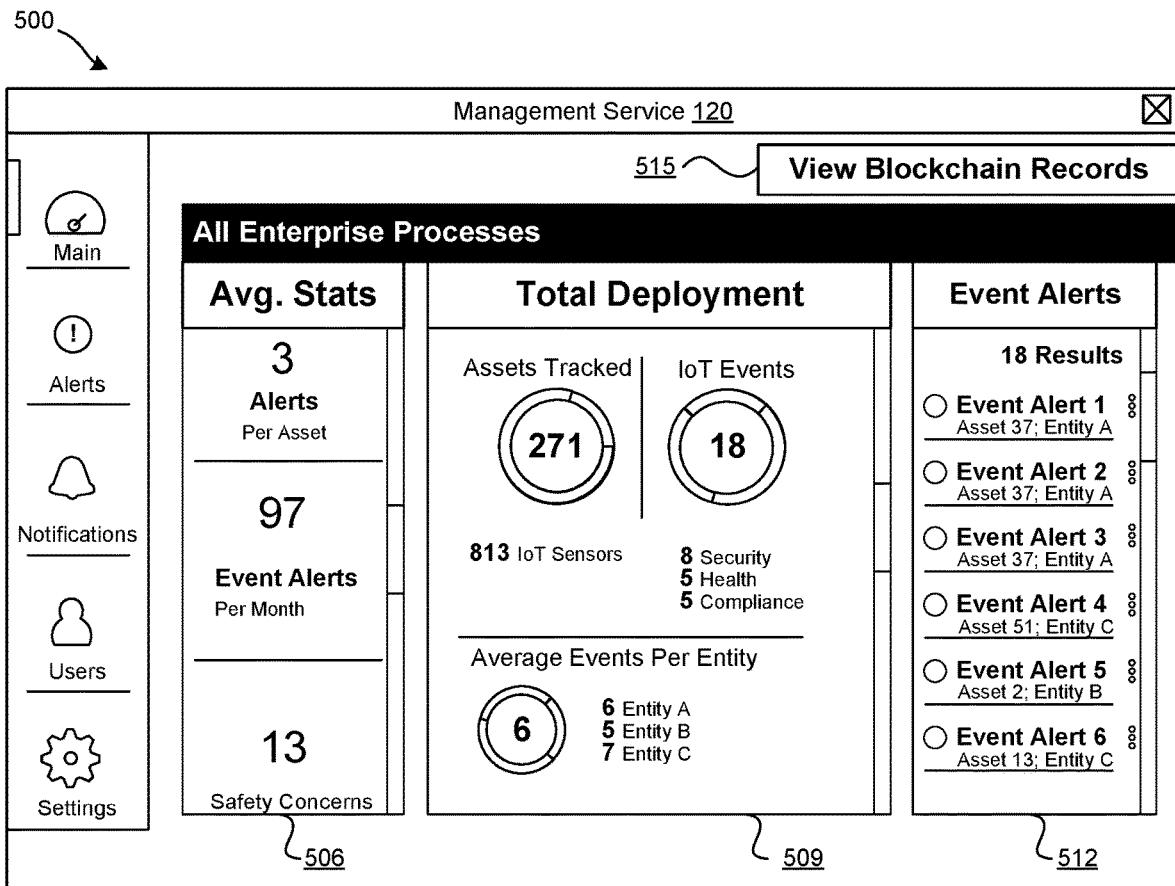 500
Management Service 120
515
View Blockchain Records
Main
Alerts
Notifications
Users
Settings
All Enterprise Processes
Avg. Stats
3
Alerts
Per Asset
97
Event Alerts
Per Month
13
Safety Concerns
506
Total Deployment
Assets Tracked
271
813 IoT Sensors
IoT Events
18
8 Security
5 Health
5 Compliance
Average Events Per Entity
6
6 Entity A
5 Entity B
7 Entity C
509
Event Alerts
18 Results
Event Alert 1
Asset 37; Entity A
Event Alert 2
Asset 37; Entity A
Event Alert 3
Asset 37; Entity A
Event Alert 4
Asset 51; Entity C
Event Alert 5
Asset 2; Entity B
Event Alert 6
Asset 13; Entity C
512